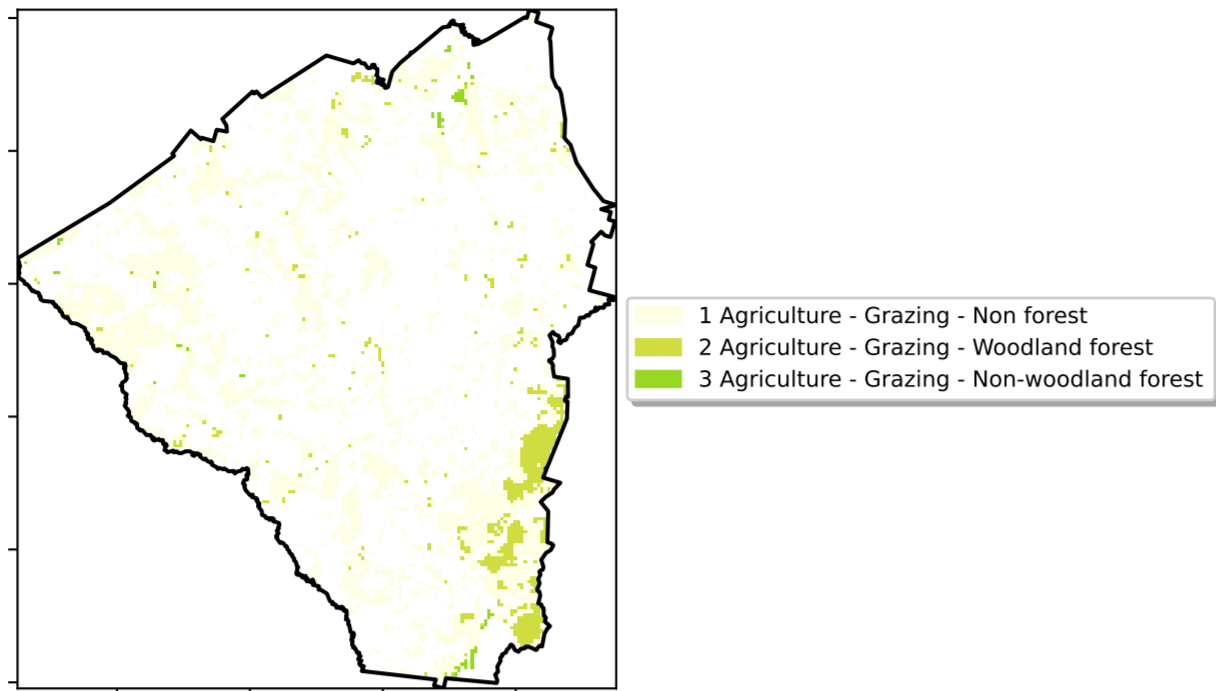 1 Agriculture - Grazing - Non forest
2 Agriculture - Grazing - Woodland forest
3 Agriculture - Grazing - Non-woodland forest